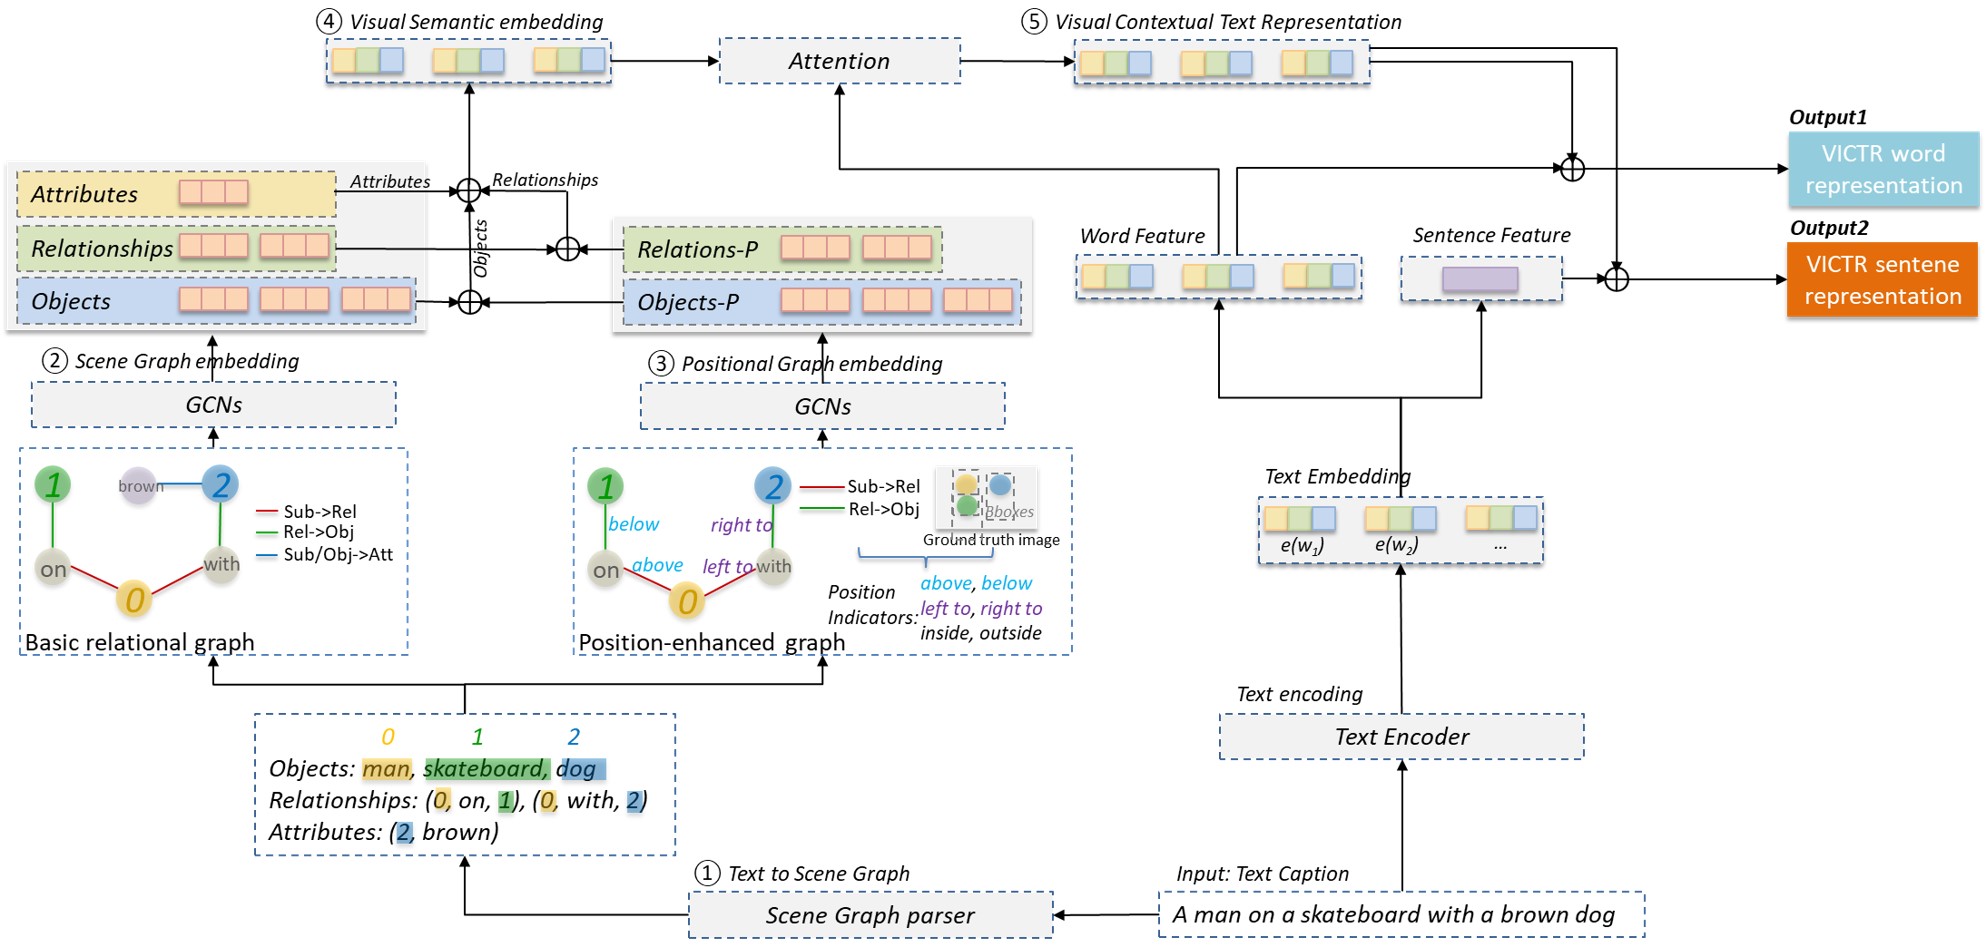 ④ Visual Semantic embedding
⑤ Visual Contextual Text Representation
Attention
Output1
VICTR word
representation
Attributes
Attributes
Relationships
Relationships
Objects
Relations-P
Objects
Objects-P
Word Feature
Sentence Feature
Output2
VICTR sentene
representation
② Scene Graph embedding
③ Positional Graph embedding
GCNs
GCNs
1
brown
2
Sub->Rel
Rel->Obj
Sub/Obj->Att
on
with
0
Basic relational graph
1
2
Sub->Rel
Rel->Obj
below
right to
Bboxes
Ground truth image
on
above
left to
with
0
Position
Indicators:
above, below
left to, right to
inside, outside
Position-enhanced graph
Text Embedding
e(w1)
e(w2)
...
Text encoding
Text Encoder
0 1 2
Objects: man, skateboard, dog
Relationships: (0, on, 1), (0, with, 2)
Attributes: (2, brown)
① Text to Scene Graph
Scene Graph parser
Input: Text Caption
A man on a skateboard with a brown dog